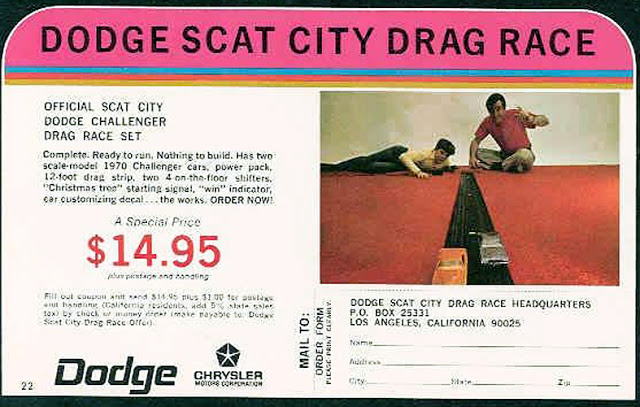 DODGE SCAT CITY DRAG RACE
OFFICIAL SCAT CITY
DODGE CHALLENGER
DRAG RACE SET
Complete. Ready to run. Nothing to build. Has two
scale-model 1970 Challenger cars, power pack,
12-foot drag strip, two 4-on-the-floor shifters,
"Christmas tree" starting signal, "win" indicator,
car customizing decal . . . the works. ORDER NOW!
A Special Price
$14.95
plus postage and handling
Fill out coupon and send $14.95 plus $1.00 for postage
and handling (California residents, add 5% state sales
tax) by check or money order (make payable to: Dodge
Scat City Drag Race Offer).
22
Dodge
CHRYSLER
MOTORS CORPORATION
MAIL TO:
ORDER FORM
PLEASE PRINT CLEARLY.
DODGE SCAT CITY DRAG RACE HEADQUARTERS
P.O. BOX 25331
LOS ANGELES, CALIFORNIA 90025
Name
Address
City State Zip